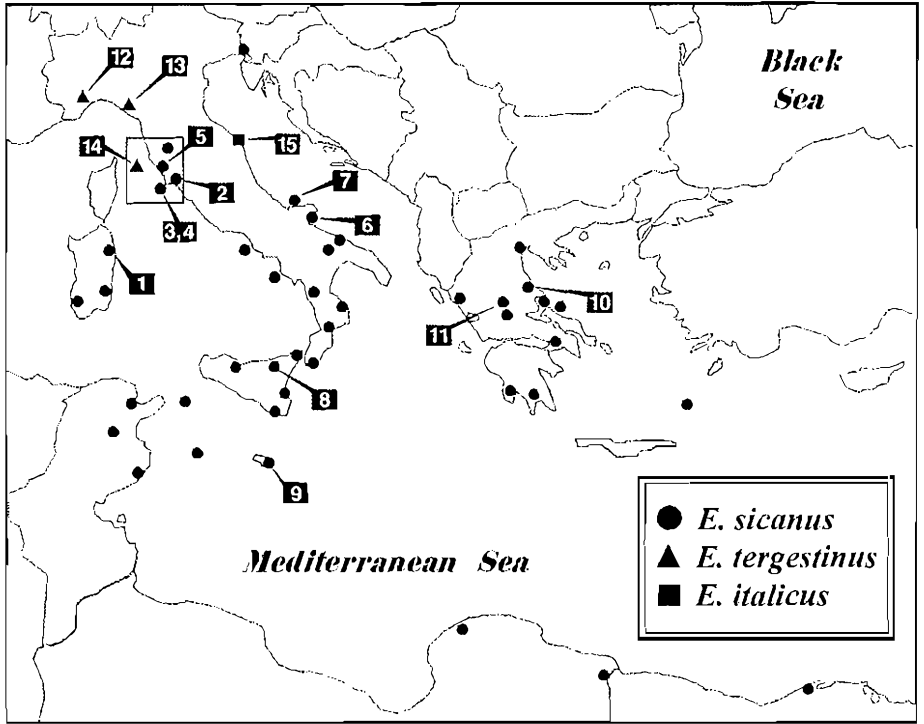 Black
Sea
12
13
14
5
15
2
7
3,4
6
1
10
11
8
9
Mediterranean Sea
E. sicanus
E. tergestinus
E. italicus